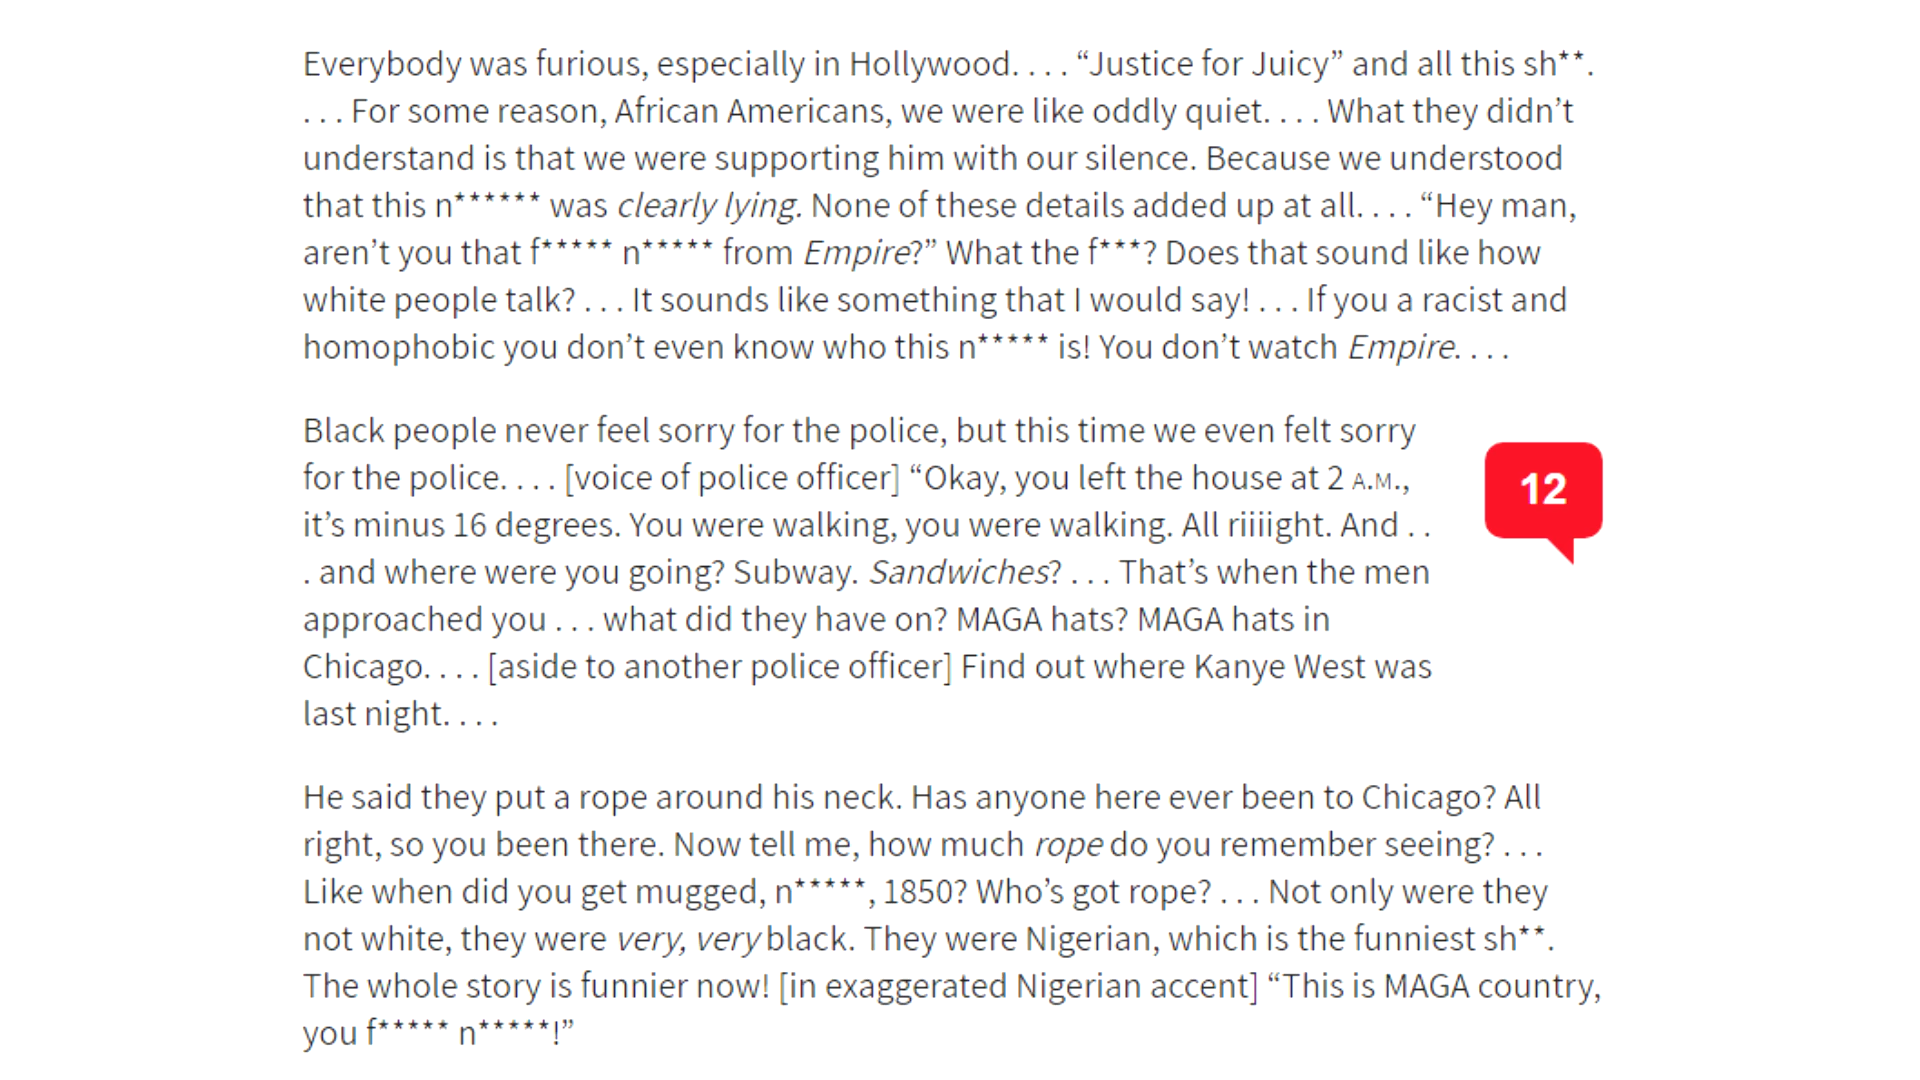 Everybody was furious, especially in Hollywood. . . . “Justice for Juicy” and all this sh**.
. . . For some reason, African Americans, we were like oddly quiet. . . . What they didn’t
understand is that we were supporting him with our silence. Because we understood
that this n****** was clearly lying. None of these details added up at all. . . . “Hey man,
aren’t you that f***** n***** from Empire?” What the f***? Does that sound like how
white people talk? . . . It sounds like something that I would say! . . . If you a racist and
homophobic you don’t even know who this n***** is! You don’t watch Empire. . . .
Black people never feel sorry for the police, but this time we even felt sorry
for the police. . . . [voice of police officer] “Okay, you left the house at 2 A.M.,
it’s minus 16 degrees. You were walking, you were walking. All riiiight. And . .
. and where were you going? Subway. Sandwiches? . . . That’s when the men
approached you . . . what did they have on? MAGA hats? MAGA hats in
Chicago. . . . [aside to another police officer] Find out where Kanye West was
last night. . . .
12
He said they put a rope around his neck. Has anyone here ever been to Chicago? All
right, so you been there. Now tell me, how much rope do you remember seeing? . . .
Like when did you get mugged, n*****, 1850? Who’s got rope? . . . Not only were they
not white, they were very, very black. They were Nigerian, which is the funniest sh**.
The whole story is funnier now! [in exaggerated Nigerian accent] “This is MAGA country,
you f***** n*****!”